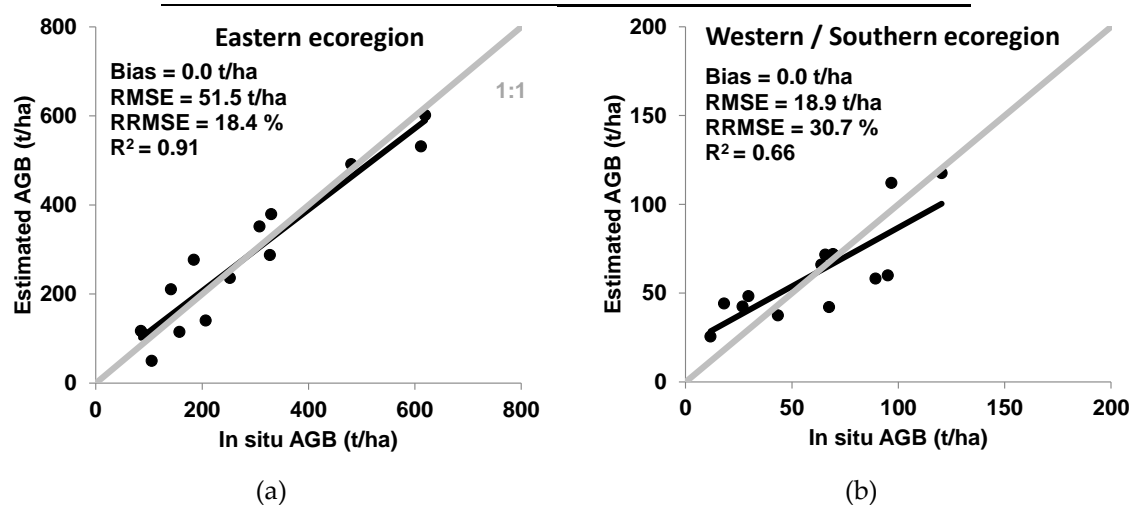 Eastern ecoregion
Bias = 0.0 t/ha
RMSE = 51.5 t/ha
RRMSE = 18.4 %
R² = 0.91
1:1
Estimated AGB (t/ha)
800
600
400
200
0
0 200 400 600 800
In situ AGB (t/ha)
(a)
Western / Southern ecoregion
Bias = 0.0 t/ha
RMSE = 18.9 t/ha
RRMSE = 30.7 %
R² = 0.66
Estimated AGB (t/ha)
200
150
100
50
0
0 50 100 150 200
In situ AGB (t/ha)
(b)